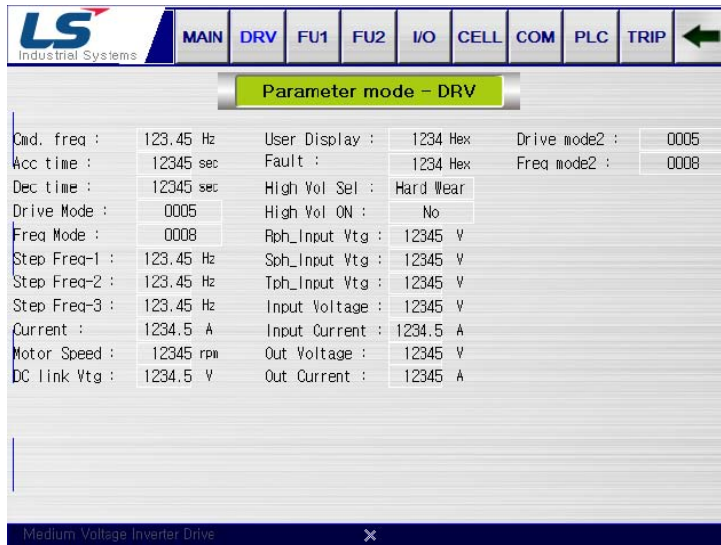 LS
Industrial Systems
MAIN DRV FU1 FU2 I/O CELL COM PLC TRIP
Parameter mode - DRV
Cmd. freq : 123.45 Hz User Display : 1234 Hex Drive mode2 : 0005
Acc time : 12345 sec Fault : 1234 Hex Freq mode2 : 0008
Dec time : 12345 sec High Vol Sel : Hard Wear
Drive Mode : 0005 High Vol ON : No
Freq Mode : 0008 Rph_Input Vtg : 12345 V
Step Freq-1 : 123.45 Hz Sph_Input Vtg : 12345 V
Step Freq-2 : 123.45 Hz Tph_Input Vtg : 12345 V
Step Freq-3 : 123.45 Hz Input Voltage : 12345 V
Current : 1234.5 A Input Current : 1234.5 A
Motor Speed : 12345 rpm Out Voltage : 12345 V
DC link Vtg : 1234.5 V Out Current : 12345 A
Medium Voltage Inverter Drive